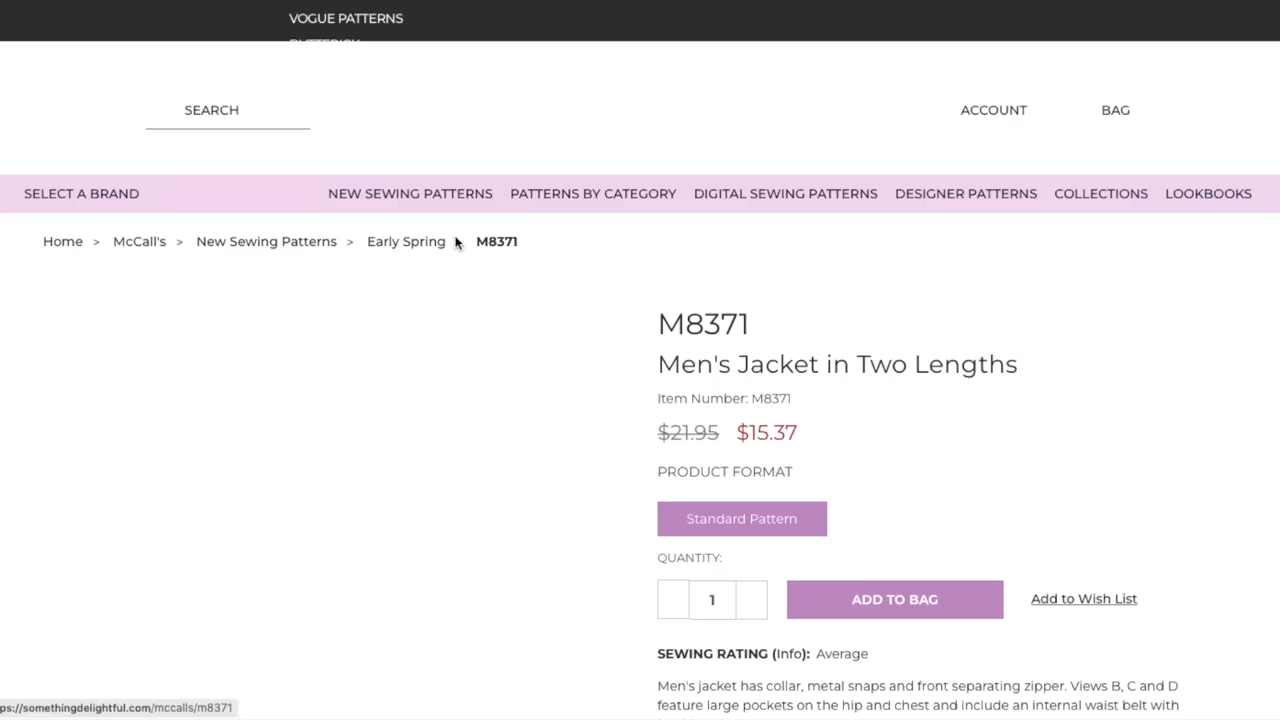 VOGUE PATTERNS
SEARCH
ACCOUNT
BAG
SELECT A BRAND
NEW SEWING PATTERNS PATTERNS BY CATEGORY DIGITAL SEWING PATTERNS DESIGNER PATTERNS COLLECTIONS LOOKBOOKS
Home > McCall's > New Sewing Patterns > Early Spring M8371
M8371
Men's Jacket in Two Lengths
Item Number: M8371
$21.95 $15.37
PRODUCT FORMAT
Standard Pattern
QUANTITY:
1
ADD TO BAG
Add to Wish List
SEWING RATING (Info): Average
Men's jacket has collar, metal snaps and front separating zipper. Views B, C and D
feature large pockets on the hip and chest and include an internal waist belt with
ps://somethingdelightful.com/mccalls/m8371